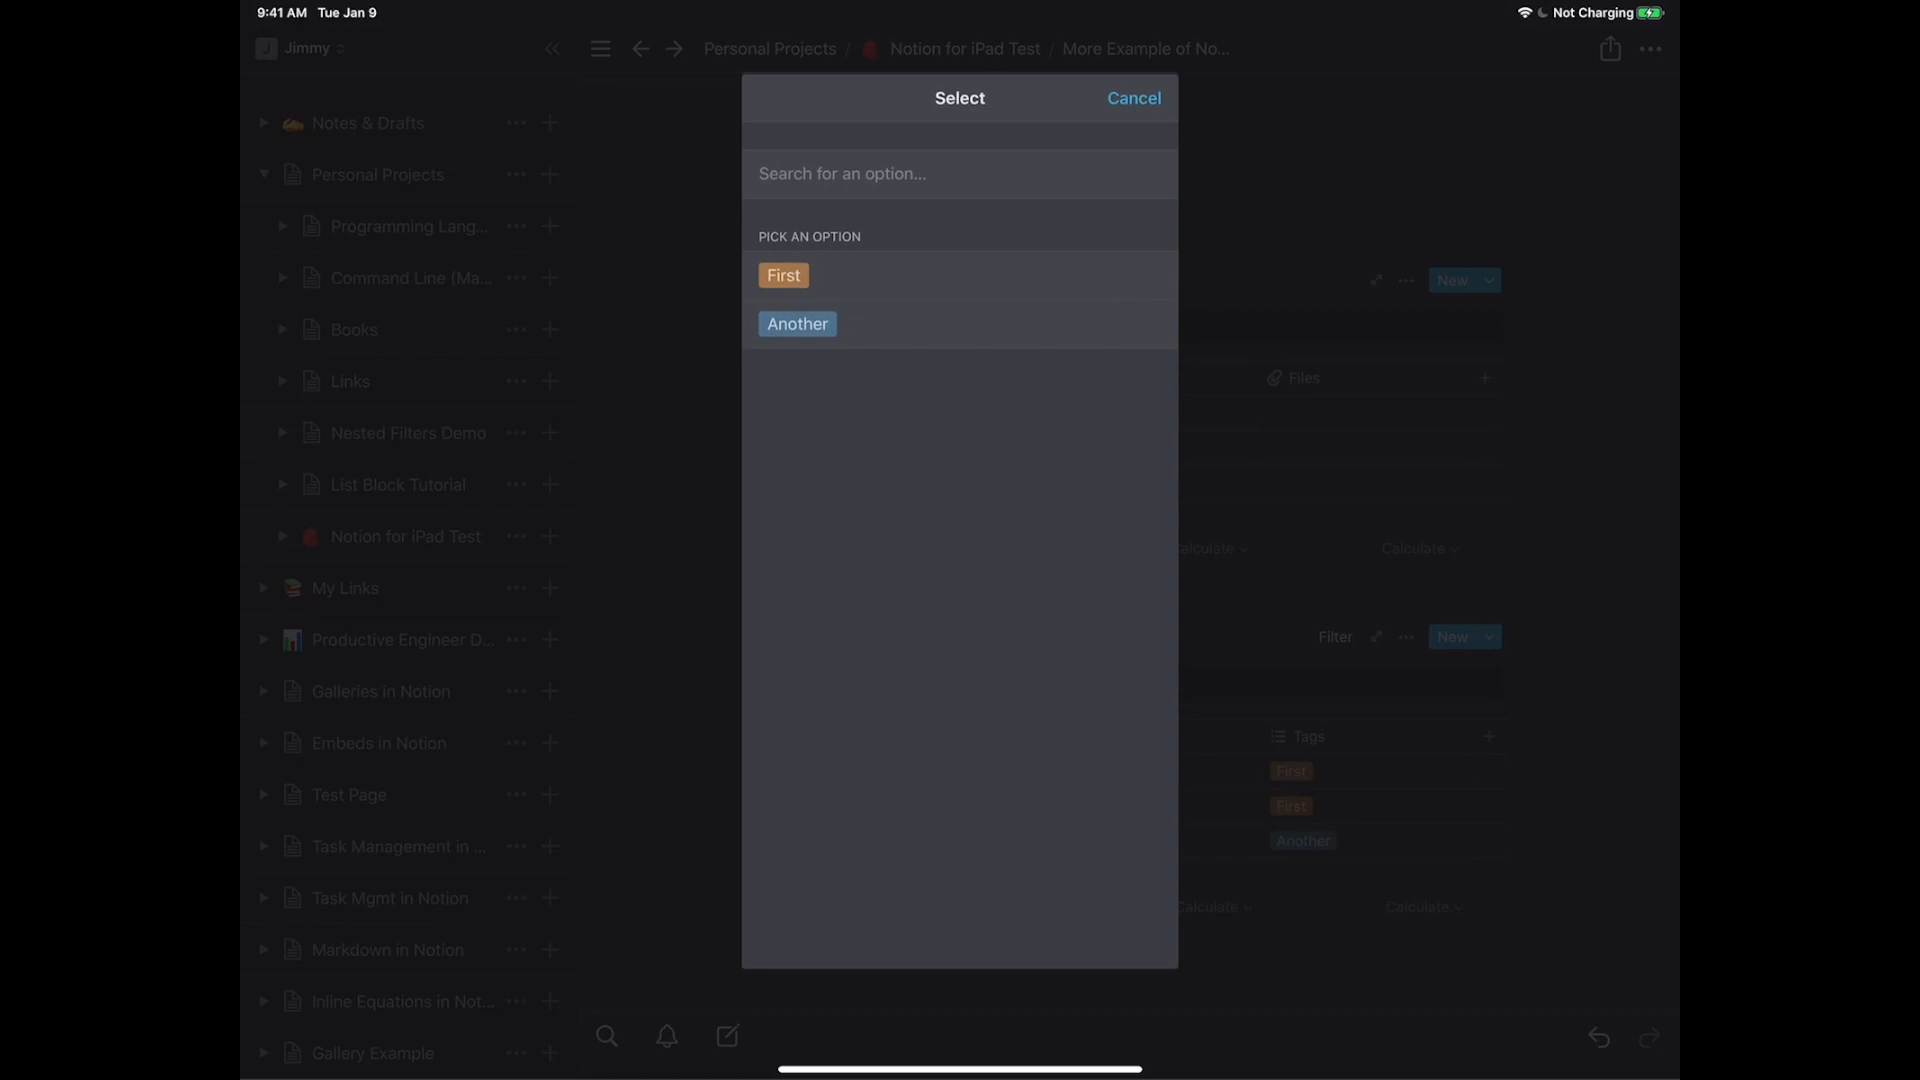 9:41 AM Tue Jan 9
Not Charging
J Jimmy
Personal Projects / Notion for iPad Test / More Example of No...
Select
Cancel
Search for an option...
PICK AN OPTION
First
Another
Notes & Drafts
Personal Projects
Programming Lang...
Command Line (Ma...
Books
Links
Nested Filters Demo
List Block Tutorial
Notion for iPad Test
My Links
Productive Engineer D...
Galleries in Notion
Embeds in Notion
Test Page
Task Management in ...
Task Mgmt in Notion
Markdown in Notion
Inline Equations in Not...
Gallery Example
New
Files
Calculate
Calculate
Filter
New
Tags
First
First
Another
Calculate
Calculate